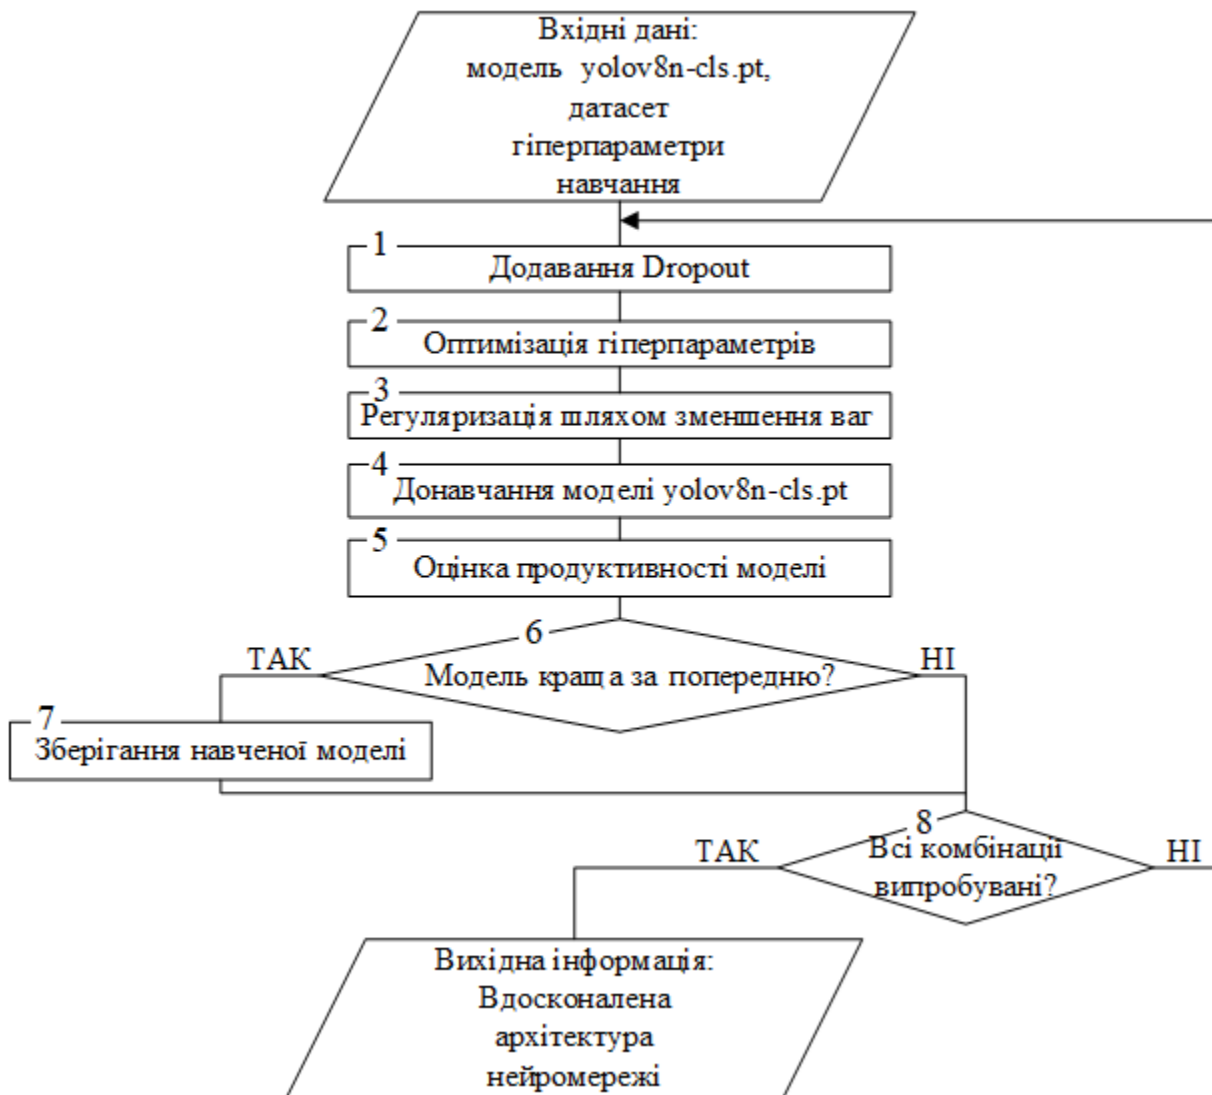 Вхідні дані:
модель yolov8n-cls.pt,
датасет
гіперпараметри
навчання
1
Додавання Dropout
2
Оптимізація гіперпараметрів
3
Регуляризація шляхом зменшення ваг
4
Донавчання моделі yolov8n-cls.pt
5
Оцінка продуктивності моделі
6
ТАК
Модель краща за попередню?
НІ
7
Зберігання навченої моделі
8
ТАК
Всі комбінації
випробувані?
НІ
Вихідна інформація:
Вдосконалена
архітектура
нейромережі